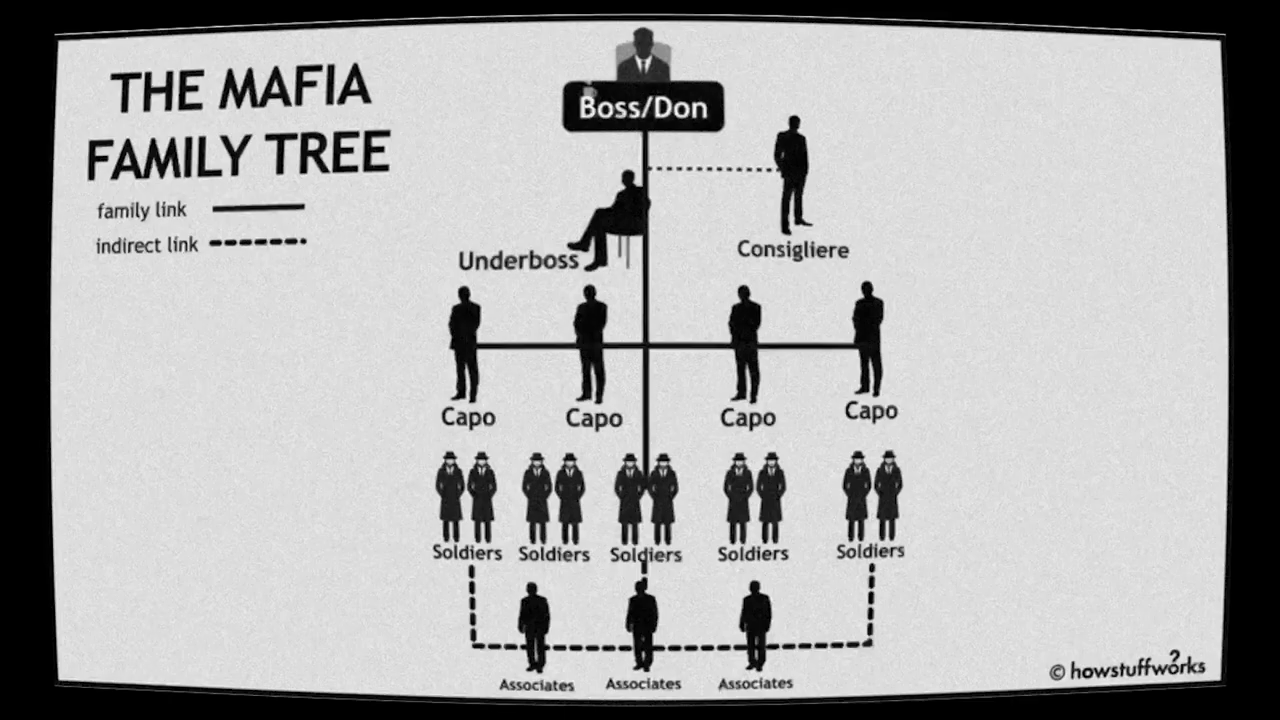 THE MAFIA
FAMILY TREE
family link
indirect link
Boss/Don
Underboss
Consigliere
Capo
Capo
Capo
Capo
Soldiers
Soldiers
Soldiers
Soldiers
Soldiers
Associates
Associates
Associates
© howstuffworks